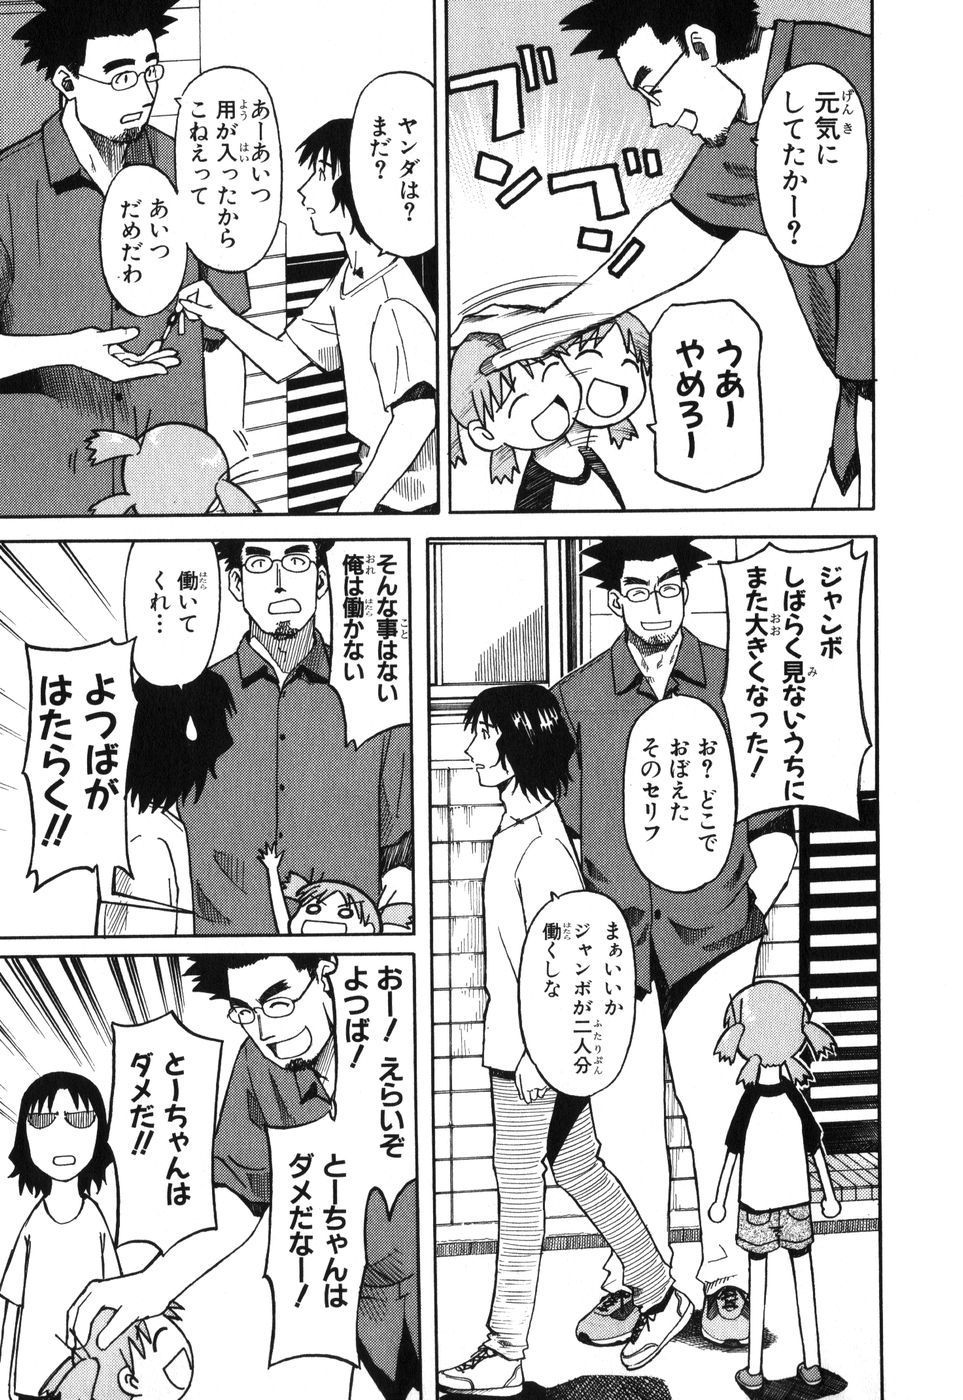 元気に
してたかー？
ブン
ブン
うあー
やめろー
ヤンダは？
まだ？
あーあいつ
用が入ったから
こねえって
あいつ
だめだわ
ジャンボ
しばらく見ないうちに
また大きくなった！
お？どこで
おぼえた
そのセリフ
まぁいいか
ジャンボが二人分
働くしな
そんな事はない
俺は働かない
働いて
くれ…
よつばが
はたらく!!
おー！えらいぞ
よつば！
とーちゃんは
ダメだなー！
とーちゃんは
ダメだ!!